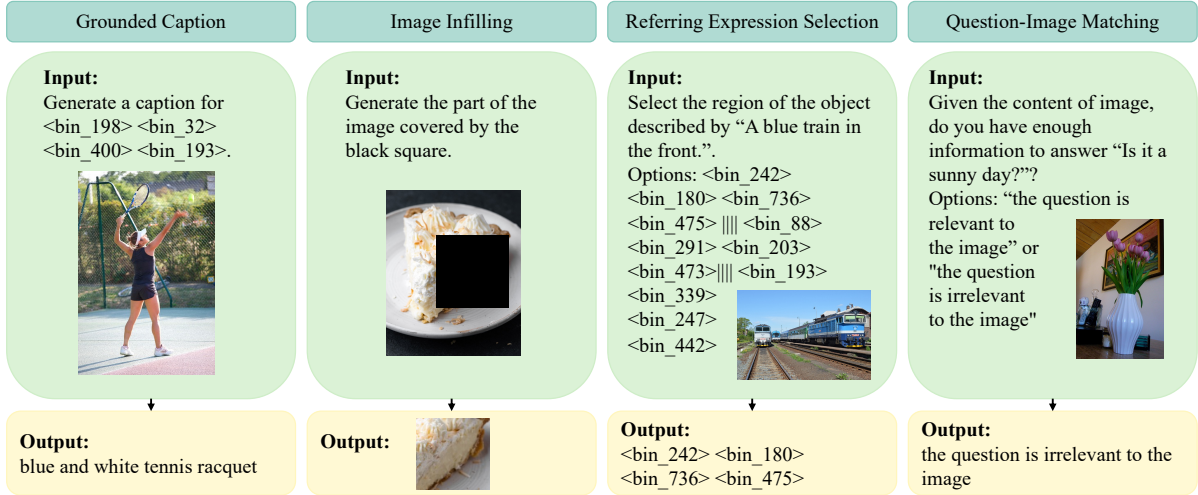 Grounded Caption
Input:
Generate a caption for
<bin_198> <bin_32>
<bin_400> <bin_193>.
Output:
blue and white tennis racquet
Image Infilling
Input:
Generate the part of the
image covered by the
black square.
Output:
Referring Expression Selection
Input:
Select the region of the object
described by “A blue train in
the front.”.
Options: <bin_242>
<bin_180> <bin_736>
<bin_475> |||| <bin_88>
<bin_291> <bin_203>
<bin_473>|||| <bin_193>
<bin_339>
<bin_247>
<bin_442>
Output:
<bin_242> <bin_180>
<bin_736> <bin_475>
Question-Image Matching
Input:
Given the content of image,
do you have enough
information to answer “Is it a
sunny day?”?
Options: “the question is
relevant to
the image” or
"the question
is irrelevant
to the image"
Output:
the question is irrelevant to the
image